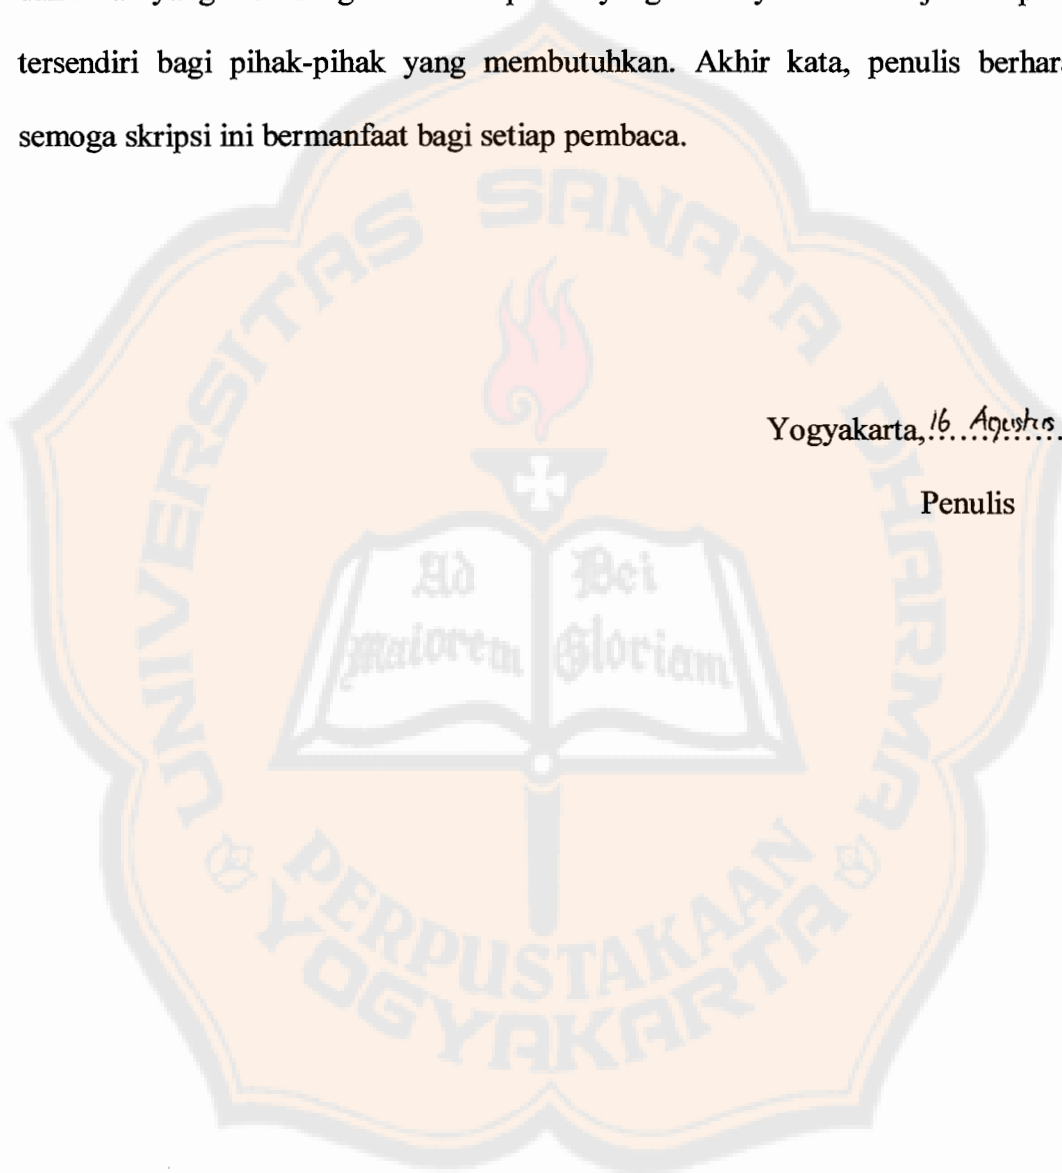 tersendiri bagi pihak-pihak yang membutuhkan. Akhir kata, penulis
semoga skripsi ini bermanfaat bagi setiap pembaca.
UNIVERSITAS SANATA DHARMA
Yogyakarta, 16 Agustus
Penulis
Ad Dei
Maiorem Gloriam
PERPUSTAKAAN
YOGYAKARTA